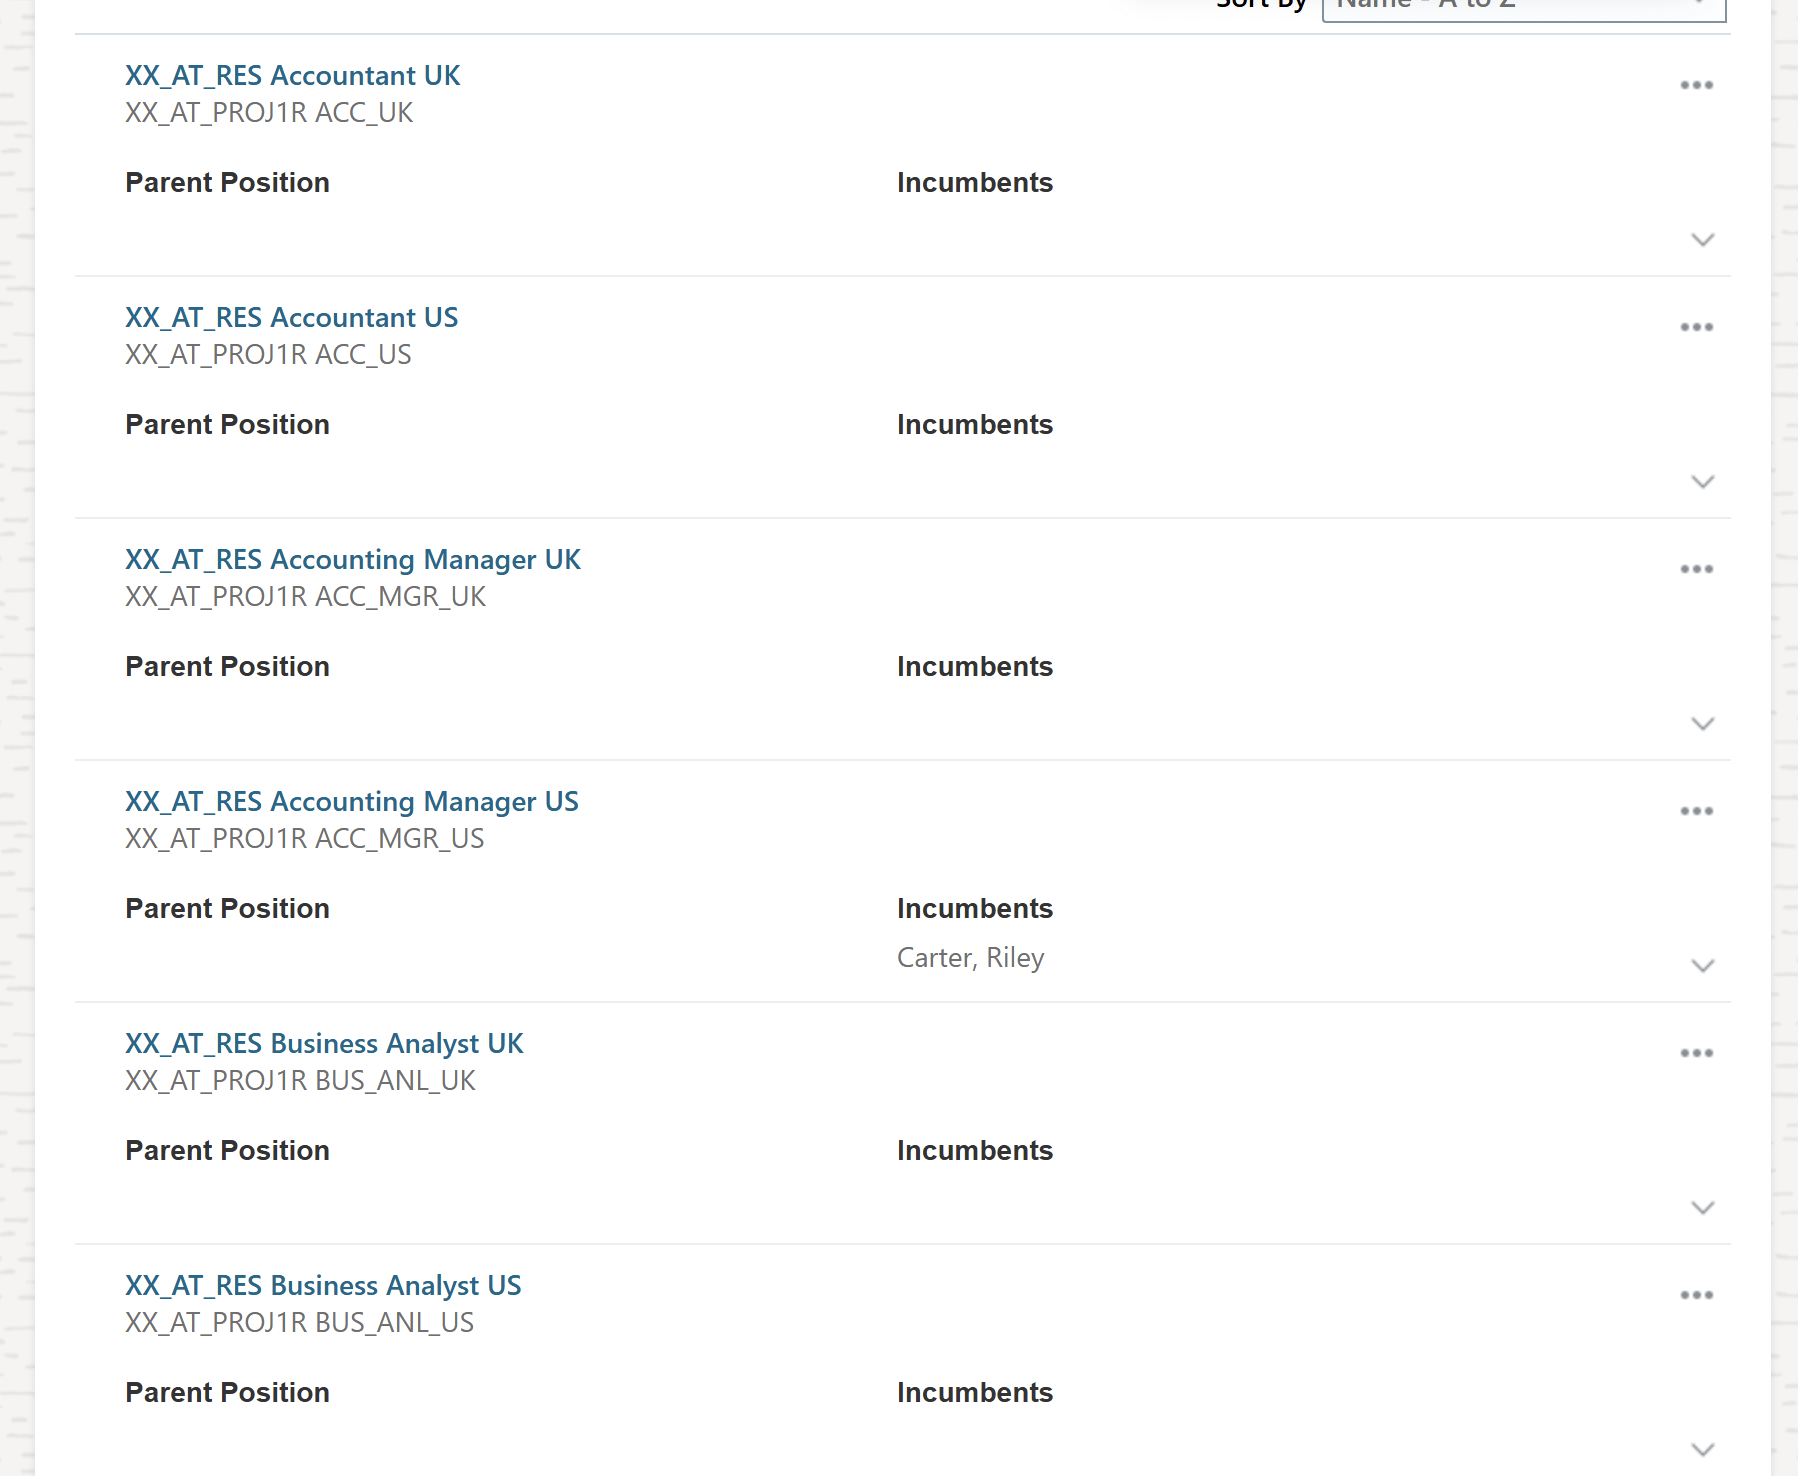 Sort By Name - A to Z
XX_AT_RES Accountant UK
XX_AT_PROJ1R ACC_UK
Parent Position Incumbents
XX_AT_RES Accountant US
XX_AT_PROJ1R ACC_US
Parent Position Incumbents
XX_AT_RES Accounting Manager UK
XX_AT_PROJ1R ACC_MGR_UK
Parent Position Incumbents
XX_AT_RES Accounting Manager US
XX_AT_PROJ1R ACC_MGR_US
Parent Position Incumbents
Carter, Riley
XX_AT_RES Business Analyst UK
XX_AT_PROJ1R BUS_ANL_UK
Parent Position Incumbents
XX_AT_RES Business Analyst US
XX_AT_PROJ1R BUS_ANL_US
Parent Position Incumbents